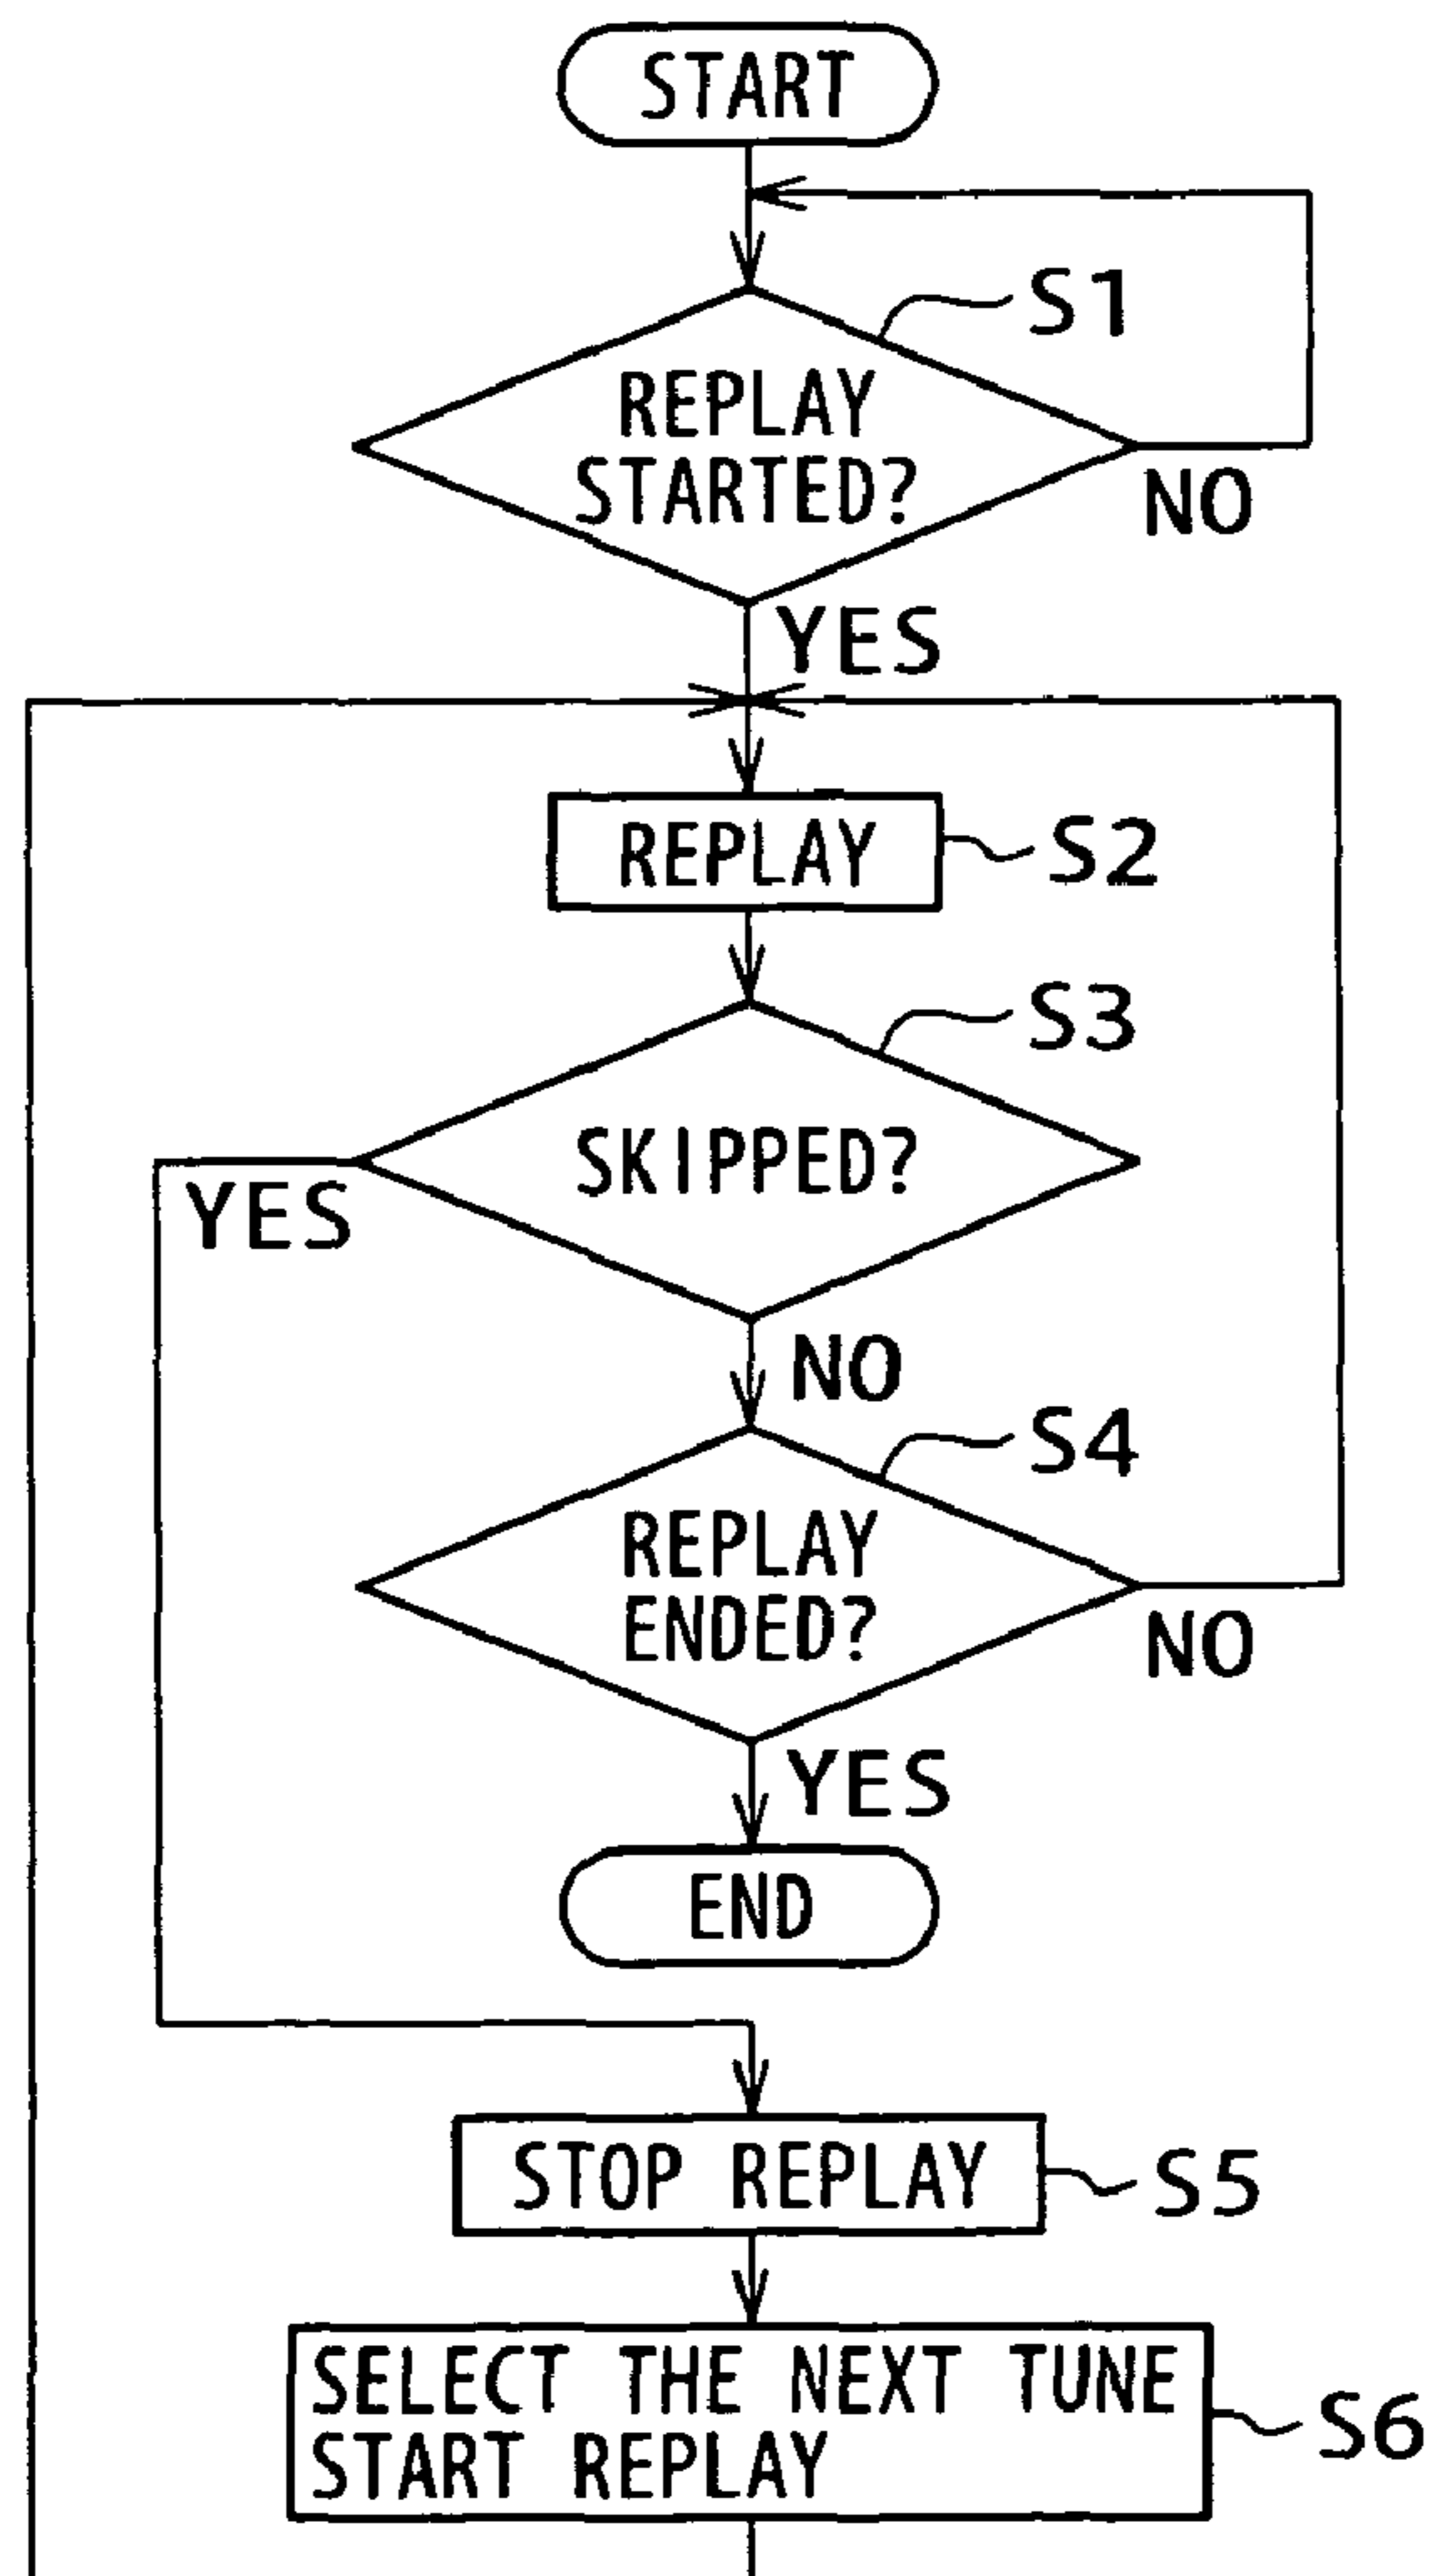 START
S1
REPLAY
STARTED?
NO
YES
REPLAY
S2
S3
SKIPPED?
YES
NO
S4
REPLAY
ENDED?
NO
YES
END
STOP REPLAY
S5
SELECT THE NEXT TUNE
START REPLAY
S6